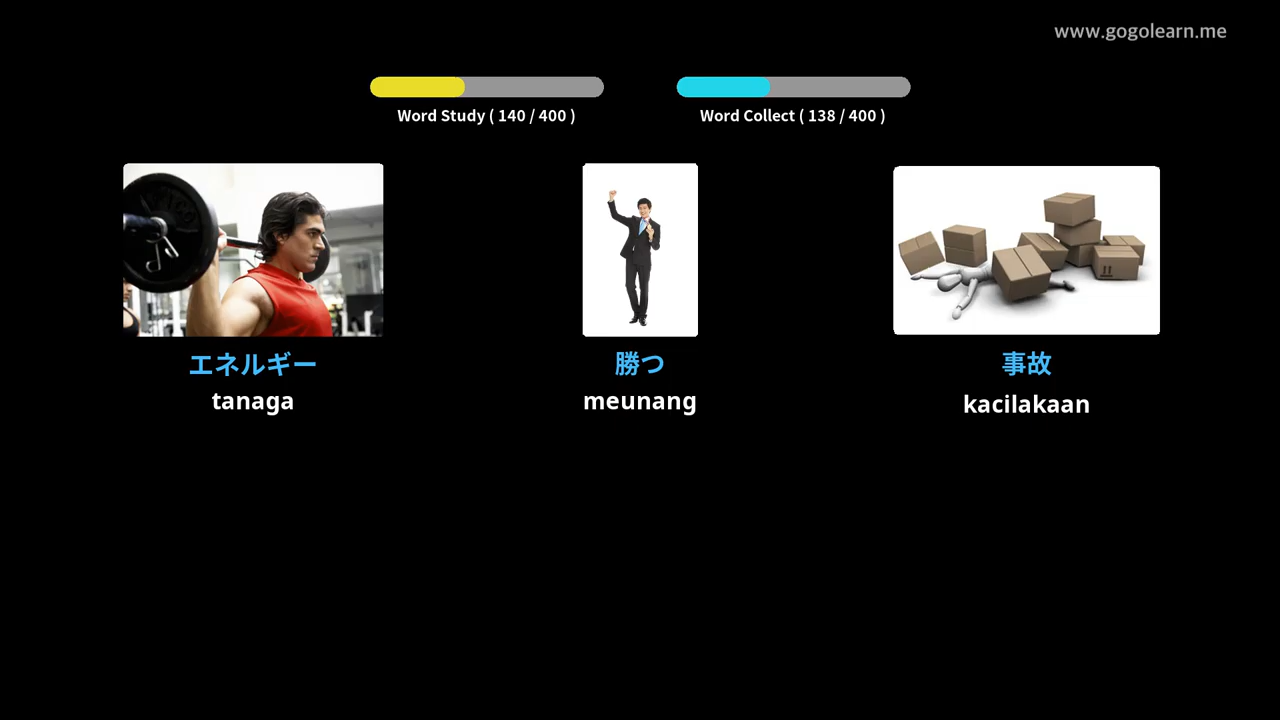 www.gogolearn.me
Word Study ( 140 / 400 )
Word Collect ( 138 / 400 )
エネルギー
tanaga
勝つ
meunang
事故
kacilakaan